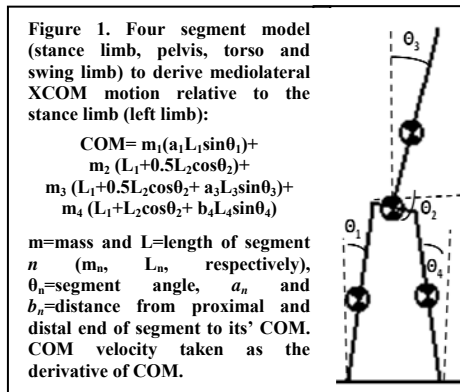 Figure 1. Four segment model
(stance limb, pelvis, torso and
swing limb) to derive mediolateral
XCOM motion relative to the
stance limb (left limb):
COM= m₁(a₁L₁sinθ₁)+
m₂ (L₁+0.5L₂cosθ₂)+
m₃ (L₁+0.5L₂cosθ₂+ a₃L₃sinθ₃)+
m₄ (L₁+L₂cosθ₂+ b₄L₄sinθ₄)
m=mass and L=length of segment
n (mₙ, Lₙ, respectively),
θₙ=segment angle, aₙ and
bₙ=distance from proximal and
distal end of segment to its' COM.
COM velocity taken as the
derivative of COM.
Θ₃
Θ₂
Θ₁
Θ₄